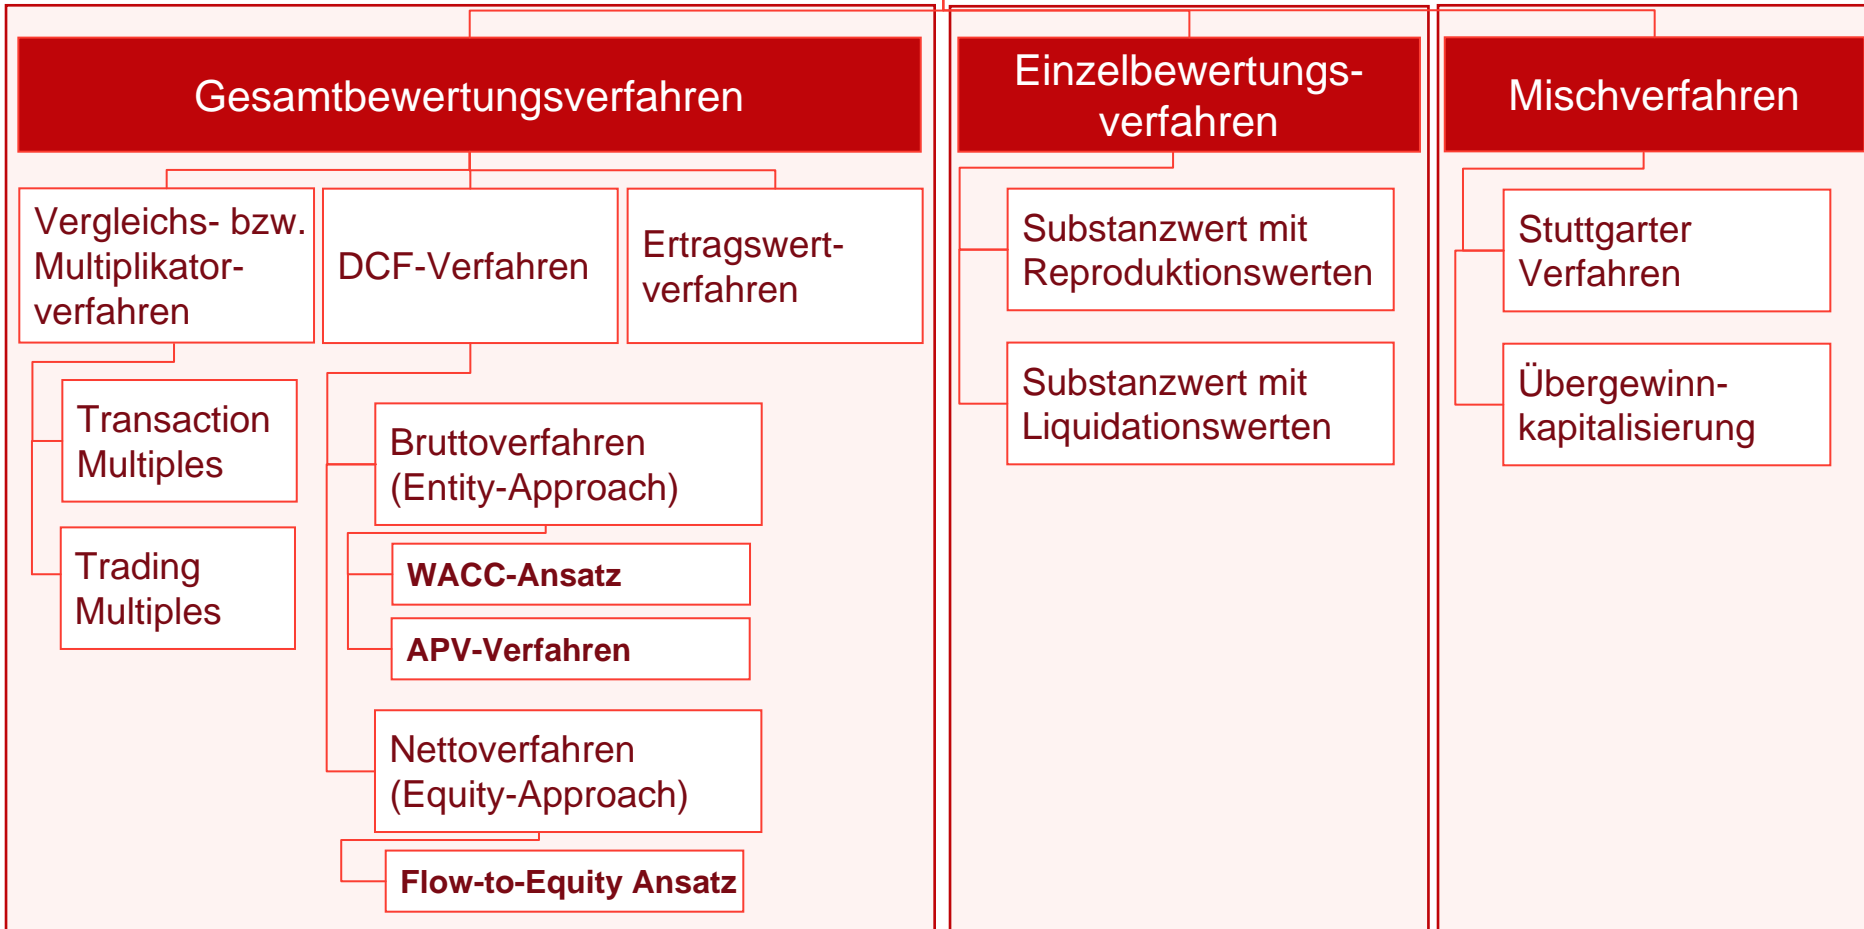 Gesamtbewertungsverfahren
Vergleichs- bzw.
Multiplikator-
verfahren
Transaction
Multiples
Trading
Multiples
DCF-Verfahren
Bruttoverfahren
(Entity-Approach)
WACC-Ansatz
APV-Verfahren
Nettoverfahren
(Equity-Approach)
Flow-to-Equity Ansatz
Ertragswert-
verfahren
Einzelbewertungs-
verfahren
Substanzwert mit
Reproduktionswerten
Substanzwert mit
Liquidationswerten
Mischverfahren
Stuttgarter
Verfahren
Übergewinn-
kapitalisierung